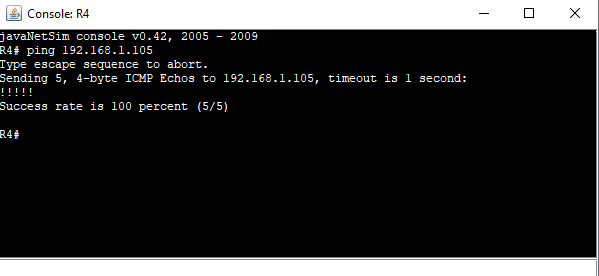 Console: R4
javaNetSim console v0.42, 2005 - 2009
R4# ping 192.168.1.105
Type escape sequence to abort.
Sending 5, 4-byte ICMP Echos to 192.168.1.105, timeout is 1 second:
!!!!!
Success rate is 100 percent (5/5)
R4#